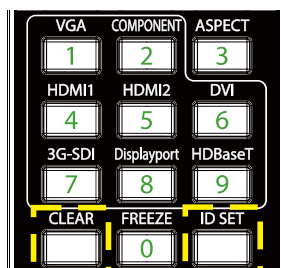 VGA COMPONENT ASPECT
1 2 3
HDMI1 HDMI2 DVI
4 5 6
3G-SDI Displayport HDBaseT
7 8 9
CLEAR FREEZE ID SET
0